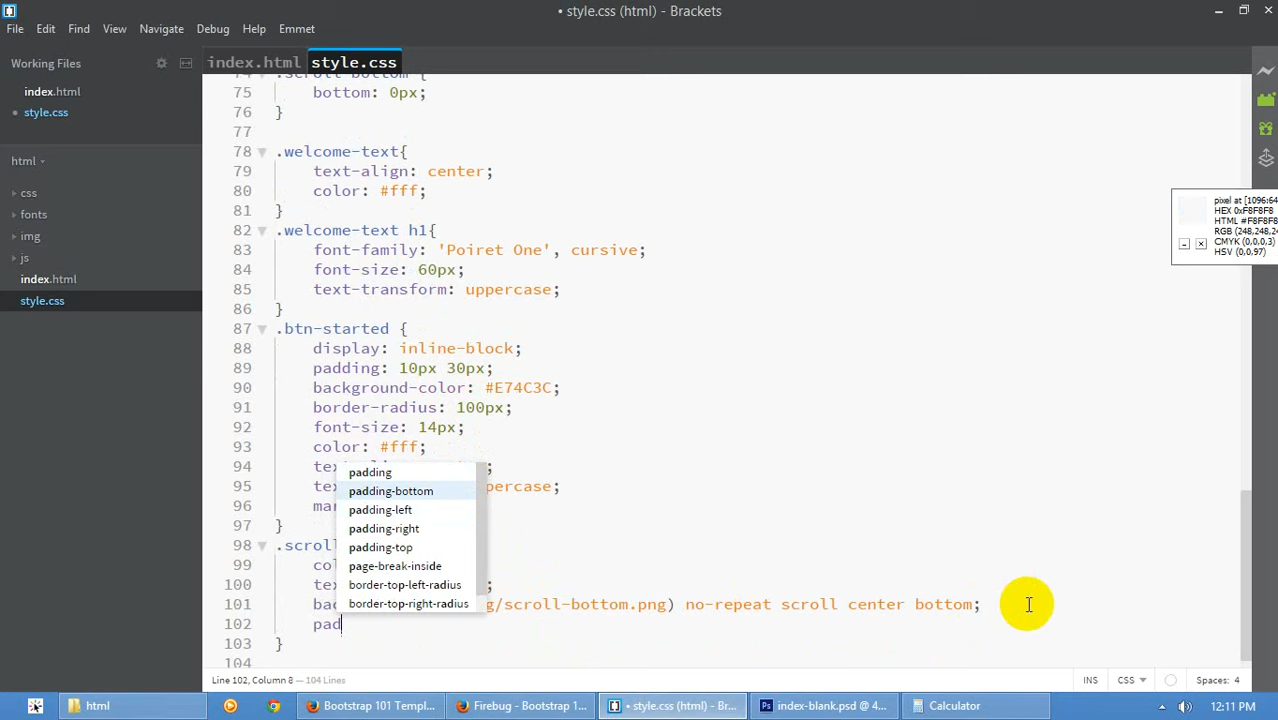 • style.css (html) - Brackets
File Edit Find View Navigate Debug Help Emmet
Working Files
index.html
style.css
html
css
fonts
img
js
index.html
style.css
index.html style.css
75 bottom: 0px;
76 }
77
78 .welcome-text{
79 text-align: center;
80 color: #fff;
81 }
82 .welcome-text h1{
83 font-family: 'Poiret One', cursive;
84 font-size: 60px;
85 text-transform: uppercase;
86 }
87 .btn-started {
88 display: inline-block;
89 padding: 10px 30px;
90 background-color: #E74C3C;
91 border-radius: 100px;
92 font-size: 14px;
93 color: #fff;
94 ;
95 percase;
96
97 }
98 .scroll
99
100 ;
101 g/scroll-bottom.png) no-repeat scroll center bottom;
102 pad
103 }
104
padding
padding-bottom
padding-left
padding-right
padding-top
page-break-inside
border-top-left-radius
border-top-right-radius
pixel at [1096:64
HEX 0xF8F8F8
HTML #F8F8F8
RGB (248,248,24
CMYK (0,0,0,3)
HSV (0,0,97)
Line 102, Column 8 — 104 Lines
INS CSS Spaces: 4
html
Bootstrap 101 Templ...
Firebug - Bootstrap 1...
• style.css (html) - Br...
index-blank.psd @ 4...
Calculator
12:11 PM